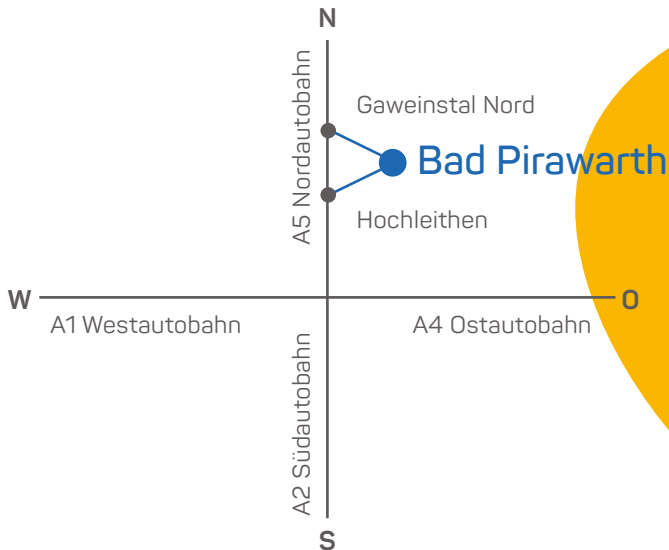 N
A5 Nordautobahn
Gaweinstal Nord
Bad Pirawarth
Hochleithen
W
O
A1 Westautobahn
A4 Ostautobahn
A2 Südautobahn
S